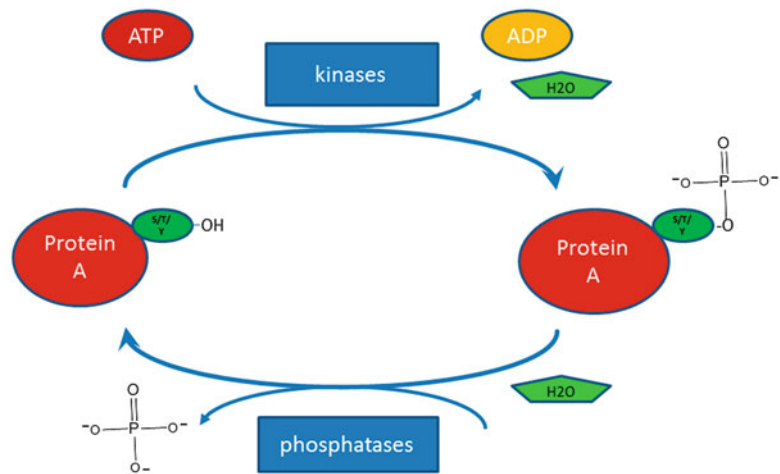 ATP
ADP
kinases
H2O
O
-O
P
O-
O
S/T/
Y
-OH
S/T/
Y
-O
Protein
A
Protein
A
H2O
O
-O
P
O-
O-
phosphatases